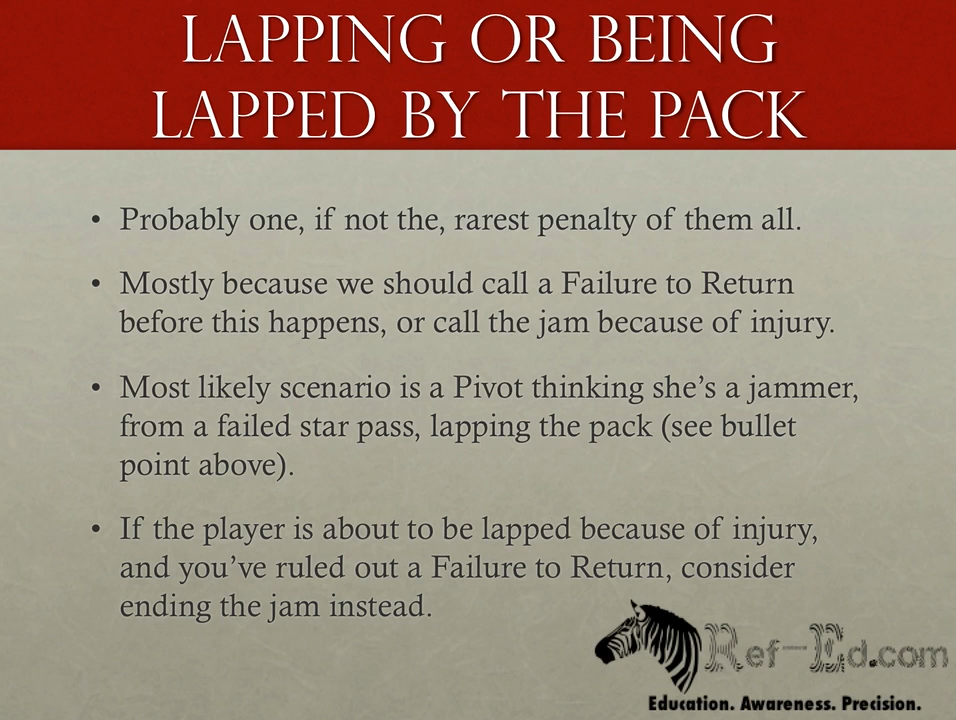 LAPPING OR BEING
LAPPED BY THE PACK
• Probably one, if not the, rarest penalty of them all.
• Mostly because we should call a Failure to Return
before this happens, or call the jam because of injury.
• Most likely scenario is a Pivot thinking she’s a jammer,
from a failed star pass, lapping the pack (see bullet
point above).
• If the player is about to be lapped because of injury,
and you’ve ruled out a Failure to Return, consider
ending the jam instead.
Ref-Ed.com
Education. Awareness. Precision.